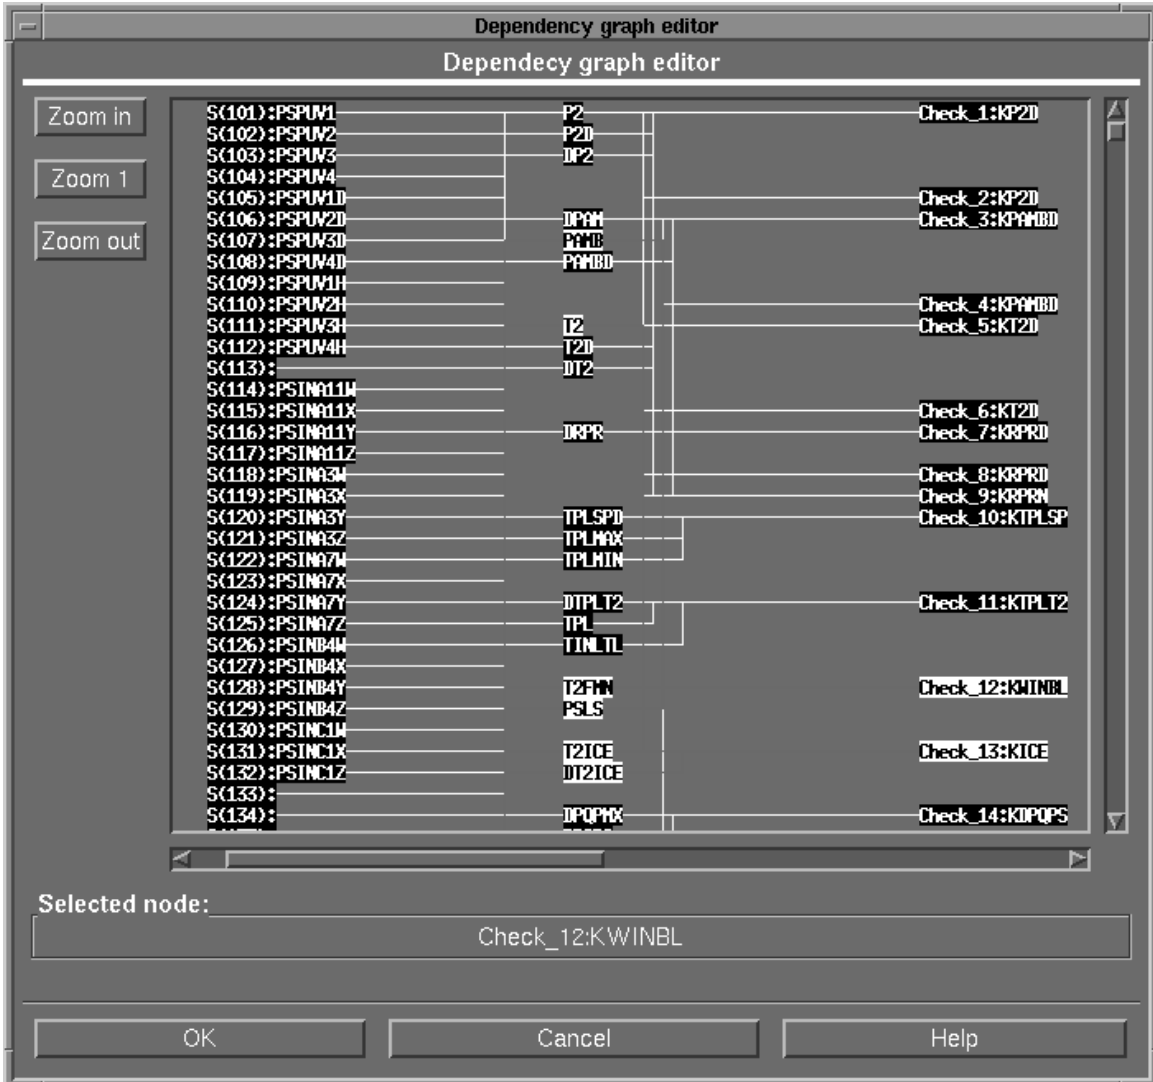 Dependency graph editor
Dependecy graph editor
Zoom in
Zoom 1
Zoom out
S(101):PSPUV1 P2 Check_1:KP2D
S(102):PSPUV2 P2D
S(103):PSPUV3 DP2
S(104):PSPUV4
S(105):PSPUV1D Check_2:KP2D
S(106):PSPUV2D DPAM Check_3:KPAMBD
S(107):PSPUV3D PAMB
S(108):PSPUV4D PAMBD
S(109):PSPUV1H
S(110):PSPUV2H Check_4:KPAMBD
S(111):PSPUV3H T2 Check_5:KT2D
S(112):PSPUV4H T2D
S(113): DT2
S(114):PSINA11W
S(115):PSINA11X Check_6:KT2D
S(116):PSINA11Y DRPR Check_7:KRPRD
S(117):PSINA11Z
S(118):PSINA3W Check_8:KRPRD
S(119):PSINA3X Check_9:KRPRN
S(120):PSINA3Y TPLSPD Check_10:KTPLSP
S(121):PSINA3Z TPLMAX
S(122):PSINA7W TPLMIN
S(123):PSINA7X
S(124):PSINA7Y DTPLT2 Check_11:KTPLT2
S(125):PSINA7Z TPL
S(126):PSINB4W TINLTL
S(127):PSINB4X
S(128):PSINB4Y T2FMN Check_12:KWINBL
S(129):PSINB4Z PSLS
S(130):PSINC1W
S(131):PSINC1X T2ICE Check_13:KICE
S(132):PSINC1Z DT2ICE
S(133):
S(134): DPQPMX Check_14:KDPQPS
Selected node:
Check_12:KWINBL
OK
Cancel
Help